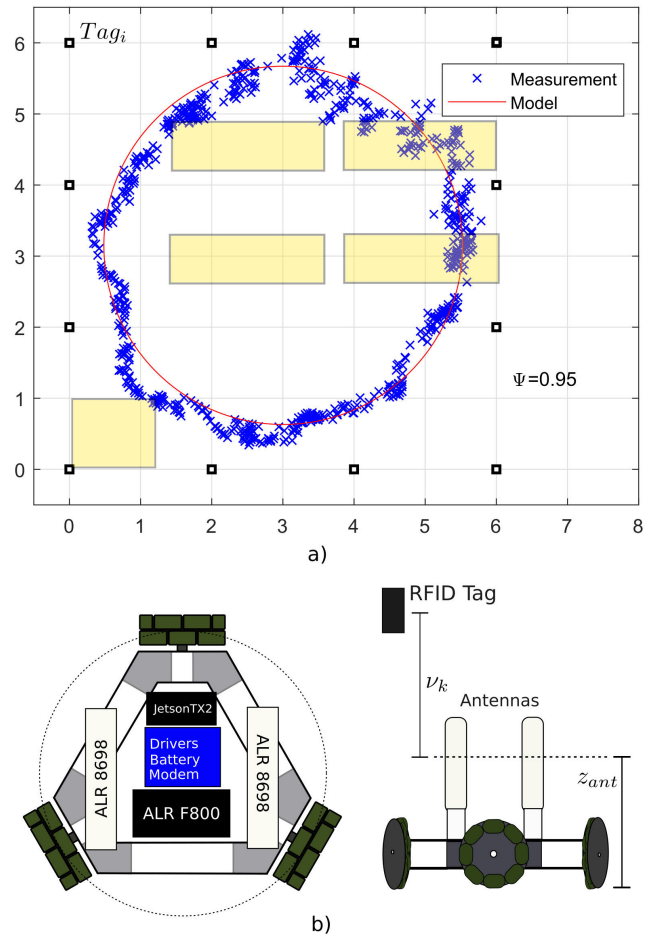 Tag_i
6
5
4
3
2
1
0
Measurement
Model
Ψ=0.95
0 1 2 3 4 5 6 7 8
a)
RFID Tag
ν_k
Antennas
z_ant
JetsonTX2
Drivers
Battery
Modem
ALR 8698
ALR 8698
ALR F800
b)